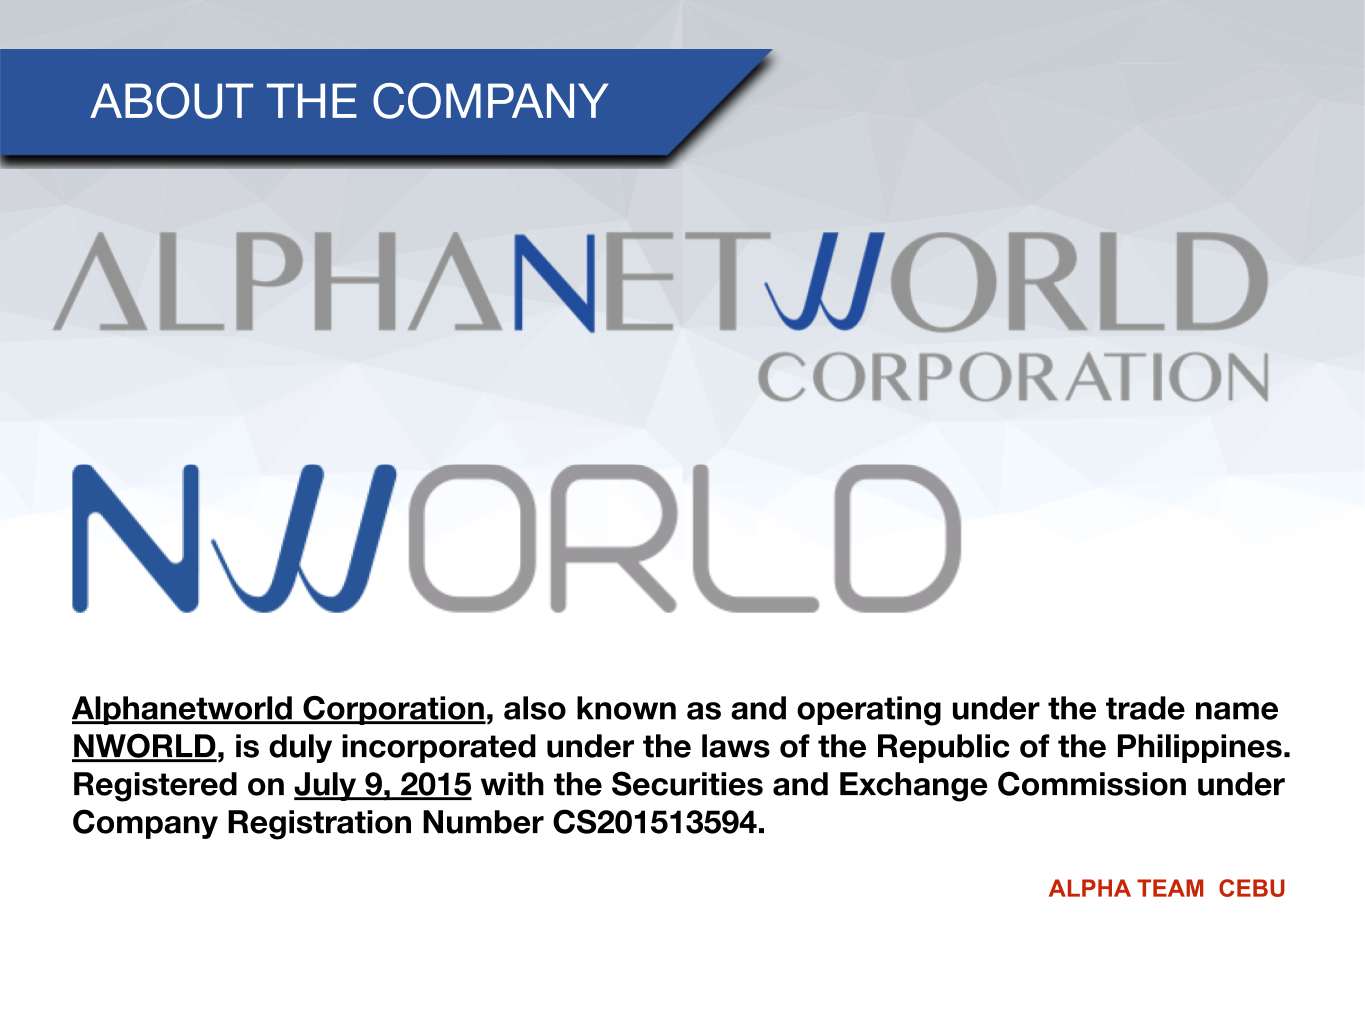 ABOUT THE COMPANY
ALPHANETWORLD
CORPORATION
NWORLD
Alphanetworld Corporation, also known as and operating under the trade name
NWORLD, is duly incorporated under the laws of the Republic of the Philippines.
Registered on July 9, 2015 with the Securities and Exchange Commission under
Company Registration Number CS201513594.
ALPHA TEAM  CEBU